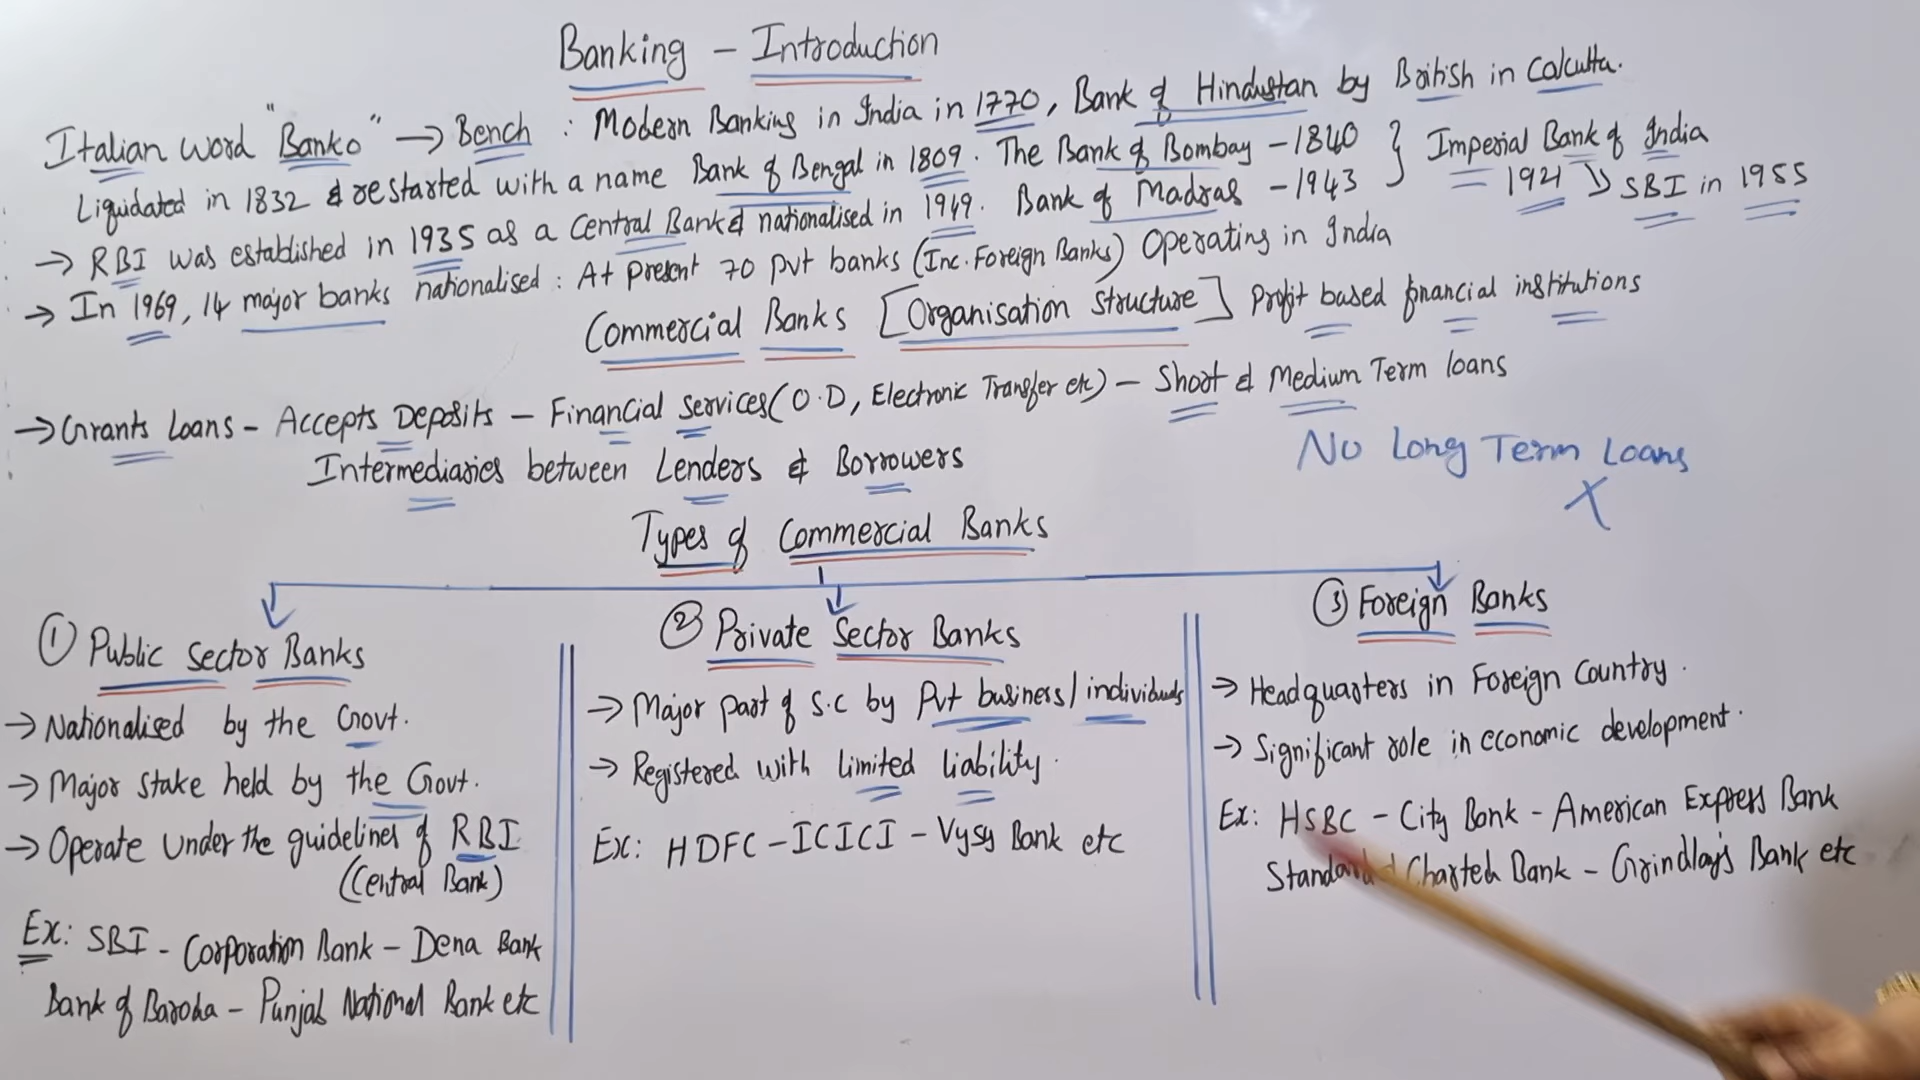 Banking - Introduction
Italian word "Banko" → Bench : Modern Banking in India in 1770, Bank of Hindustan by British in Calcutta.
Liquidated in 1832 & restarted with a name Bank of Bengal in 1809. The Bank of Bombay - 1840 } Imperial Bank of India
→ RBI was established in 1935 as a Central Bank & nationalised in 1949. Bank of Madras - 1943 1921 ⇒ SBI in 1955
→ In 1969, 14 major banks nationalised : At present 70 pvt banks (Inc. Foreign Banks) Operating in India
Commercial Banks [Organisation structure] Profit based financial institutions
→ Grants Loans - Accepts Deposits - Financial Services (O.D, Electronic Transfer etc) - Short & Medium Term loans
Intermediaries between Lenders & Borrowers
No Long Term Loans
X
Types of Commercial Banks
① Public Sector Banks
→ Nationalised by the Govt.
→ Major stake held by the Govt.
→ Operate under the guidelines of RBI
(Central Bank)
Ex: SBI - Corporation Bank - Dena Bank
Bank of Baroda - Punjab National Bank etc
② Private Sector Banks
→ Major part of S.C by Pvt business/individuals
→ Registered with limited liability.
Ex: HDFC - ICICI - Vysy Bank etc
③ Foreign Banks
→ Headquarters in Foreign Country.
→ Significant role in economic development.
Ex: HSBC - City Bank - American Express Bank
Standard Charted Bank - Grindlays Bank etc